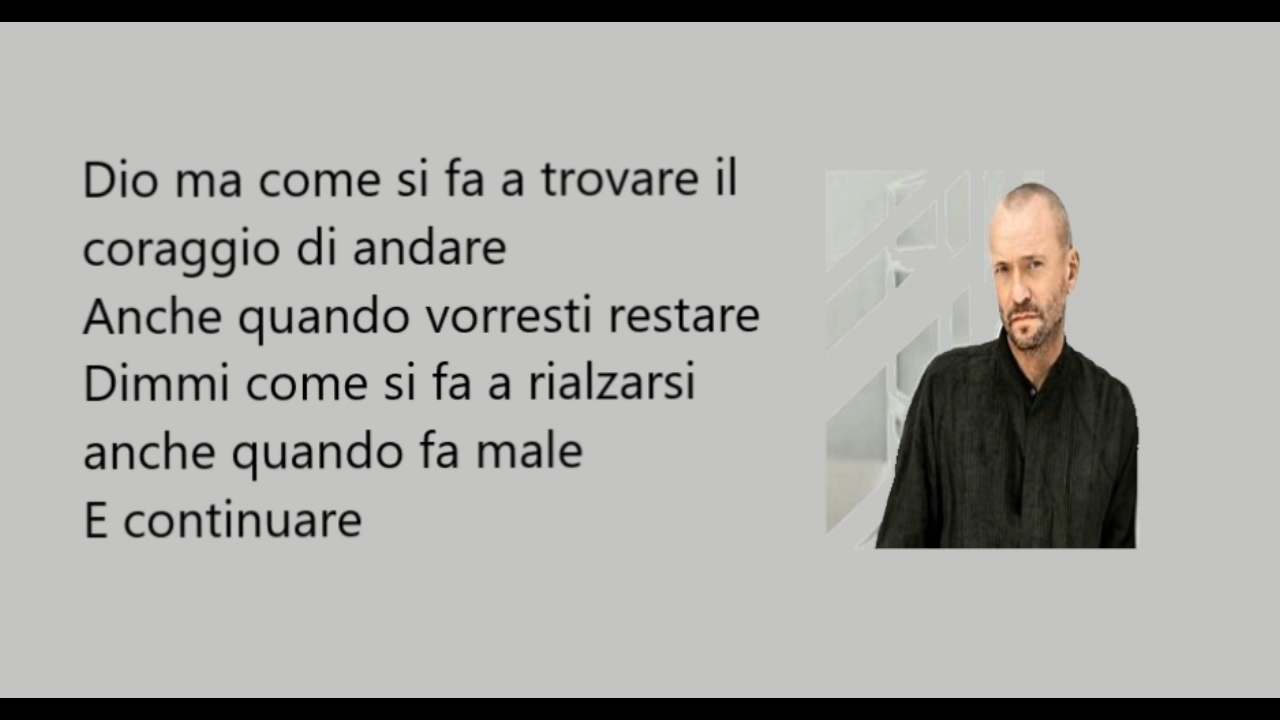 Dio ma come si fa a trovare il
coraggio di andare
Anche quando vorresti restare
Dimmi come si fa a rialzarsi
anche quando fa male
E continuare